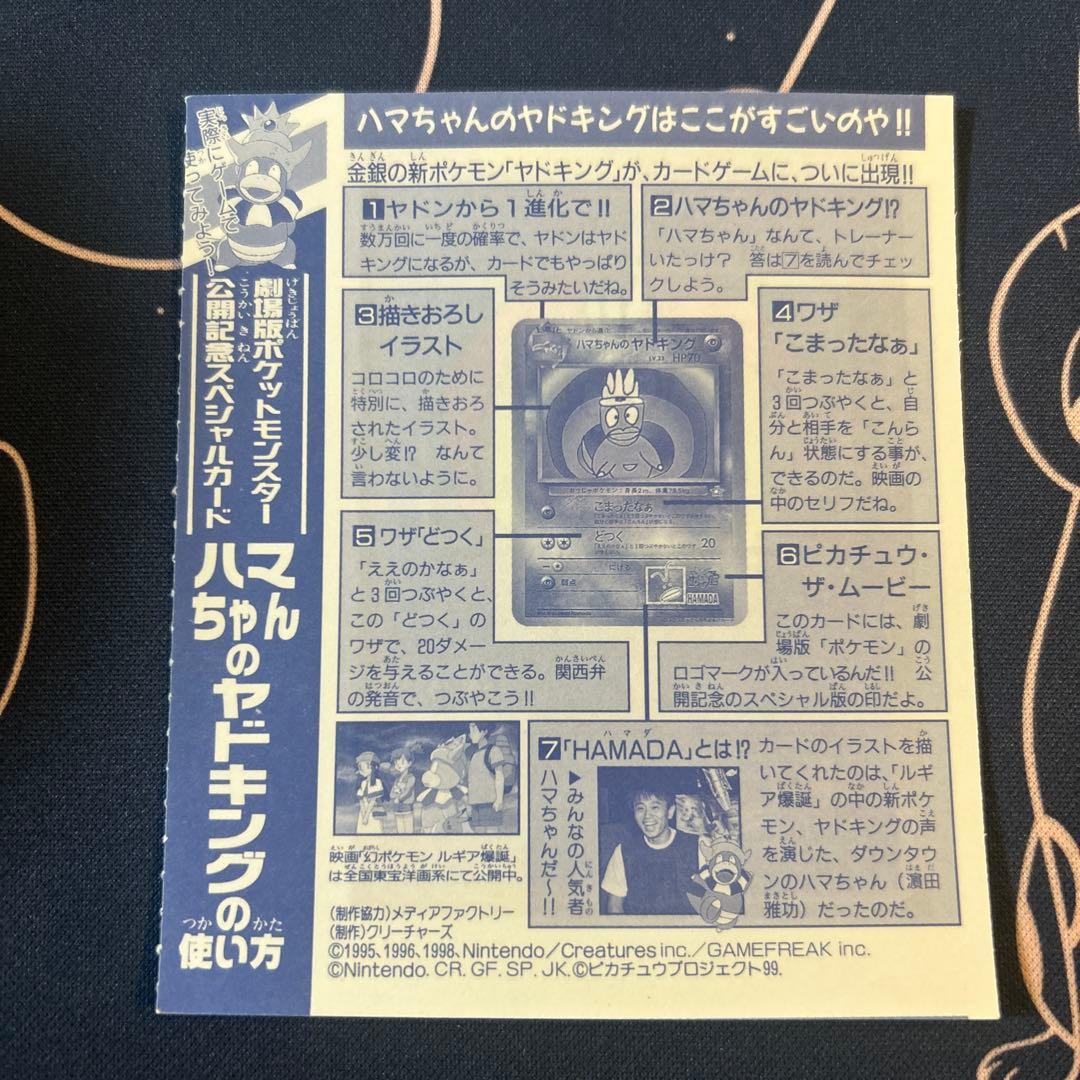 実際にゲームで
使ってみよう!
劇場版ポケットモンスター
公開記念スペシャルカード
ハマ
ちゃん
のヤドキングの
使い方
ハマちゃんのヤドキングはここがすごいのや!!
金銀の新ポケモン「ヤドキング」が、カードゲームに、ついに出現!!
1ヤドンから1進化で!!
数万回に一度の確率で、ヤドンはヤド
キングになるが、カードでもやっぱり
そうみたいだね。
2ハマちゃんのヤドキング!?
「ハマちゃん」なんて、トレーナー
いたっけ? 答は7を読んでチェッ
クしよう。
3描きおろし
イラスト
コロコロのために
特別に、描きおろ
されたイラスト。
少し変!? なんて
言わないように。
ヤドンから進化
ハマちゃんのヤドキング
HP70
こまったなぁ
どつく
20
にげる
弱点
HAMADA
4ワザ
「こまったなぁ」
「こまったなぁ」と
3回つぶやくと、自
分と相手を「こんら
ん」状態にする事が、
できるのだ。映画の
中のセリフだね。
5ワザ「どつく」
「ええのかなぁ」
と3回つぶやくと、
この「どつく」の
ワザで、20ダメー
ジを与えることができる。関西弁
の発音で、つぶやこう!!
6ピカチュウ・
ザ・ムービー
このカードには、劇
場版「ポケモン」の
ロゴマークが入っているんだ!! 公
開記念のスペシャル版の印だよ。
映画「幻ポケモン ルギア爆誕」
は全国東宝洋画系にて公開中。
7「HAMADA」とは!?
▶みんなの人気者
ハマちゃんだ〜!!
カードのイラストを描
いてくれたのは、「ルギ
ア爆誕」の中の新ポケ
モン、ヤドキングの声
を演じた、ダウンタウ
ンのハマちゃん(濱田
雅功)だったのだ。
(制作協力)メディアファクトリー
(制作)クリーチャーズ
©1995,1996,1998,Nintendo/Creatures inc./GAMEFREAK inc.
©Nintendo. CR. GF. SP. JK.©ピカチュウプロジェクト99.